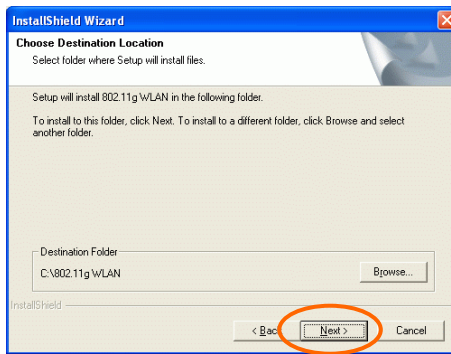 InstallShield Wizard
Choose Destination Location
Select folder where Setup will install files.
Setup will install 802.11g WLAN in the following folder.
To install to this folder, click Next. To install to a different folder, click Browse and select
another folder.
Destination Folder
C:\802.11g WLAN
Browse...
InstallShield
< Back
Next >
Cancel